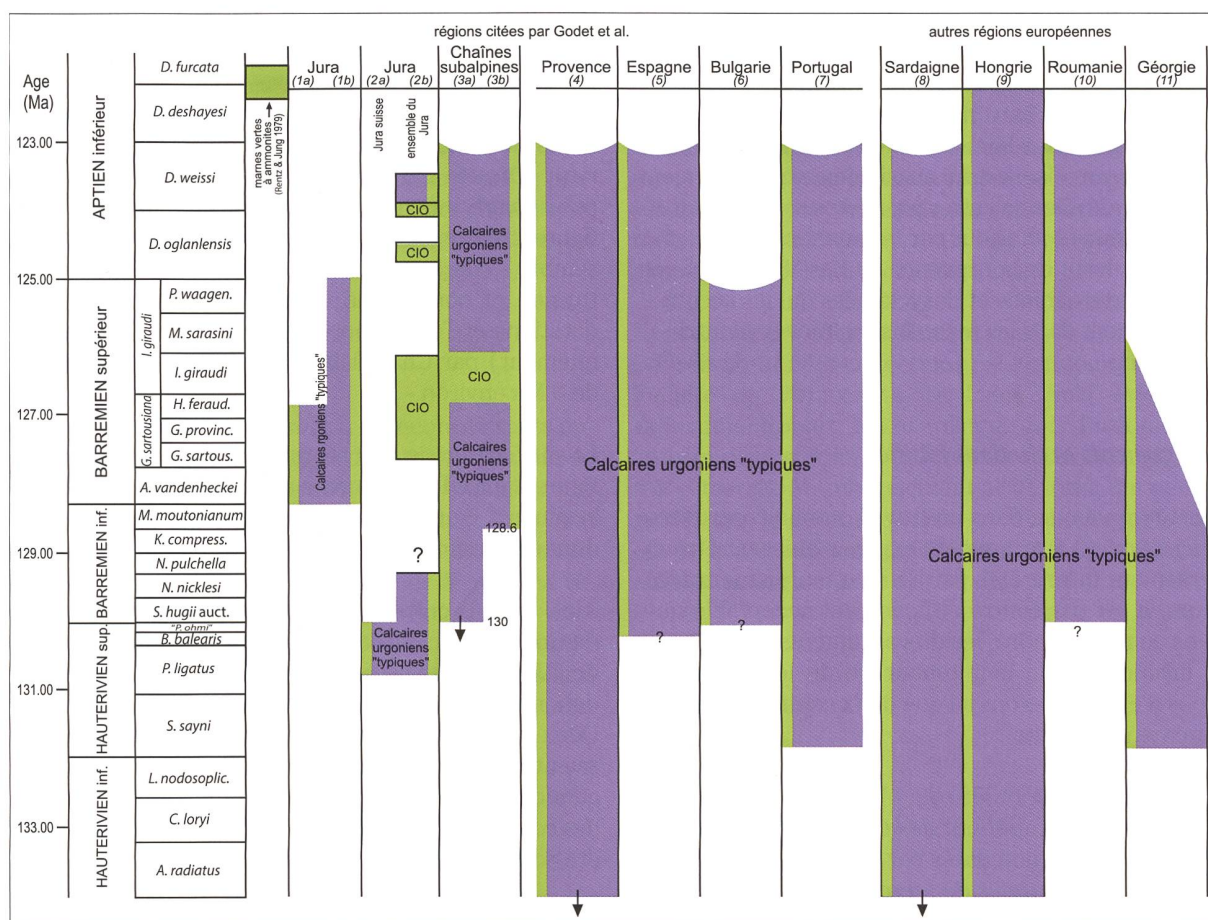 régions citées par Godet et al.
autres régions européennes
Age
(Ma)
D. furcata
Jura
(1a) (1b)
Jura
(2a) (2b)
Chaînes
subalpines
(3a) (3b)
Provence
(4)
Espagne
(5)
Bulgarie
(6)
Portugal
(7)
Sardaigne
(8)
Hongrie
(9)
Roumanie
(10)
Géorgie
(11)
marnes vertes
à ammonites
(Rentz & Jung 1979)
Jura suisse
ensemble du
Jura
APTIEN inférieur
D. deshayesi
123.00
D. weissi
CIO
D. oglanlensis
CIO
Calcaires
urgoniens
"typiques"
125.00
BARREMIEN supérieur
I. giraudi
P. waagen.
M. sarasini
I. giraudi
CIO
CIO
G. sartousiana
H. feraud.
127.00
G. provinc.
G. sartous.
A. vandenheckei
Calcaires rgoniens "typiques"
Calcaires
urgoniens
"typiques"
Calcaires urgoniens "typiques"
BARREMIEN inf.
M. moutonianum
128.6
K. compress.
129.00
?
N. pulchella
N. nicklesi
S. hugii auct.
130
Calcaires urgoniens "typiques"
HAUTERIVIEN sup.
"P. ohmi"
B. balearis
P. ligatus
Calcaires
urgoniens
"typiques"
?
?
?
131.00
S. sayni
HAUTERIVIEN inf.
L. nodosoplic.
C. loryi
133.00
A. radiatus